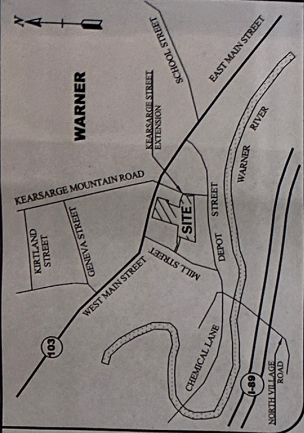 N
WARNER
SCHOOL STREET
EAST MAIN STREET
KEARSARGE STREET
EXTENSION
KEARSARGE MOUNTAIN ROAD
WARNER RIVER
KIRTLAND
STREET
GENEVA STREET
SITE
DEPOT STREET
MILL STREET
WEST MAIN STREET
103
CHEMICAL LANE
I-89
NORTH VILLAGE
ROAD